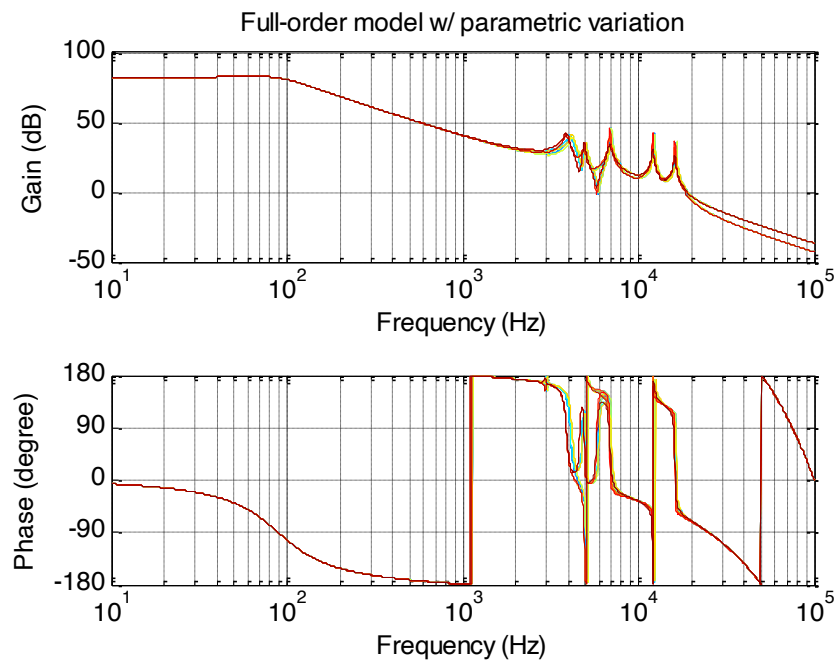 Full-order model w/ parametric variation
100
50
0
-50
Gain (dB)
10^1 10^2 10^3 10^4 10^5
Frequency (Hz)
180
90
0
-90
-180
Phase (degree)
10^1 10^2 10^3 10^4 10^5
Frequency (Hz)